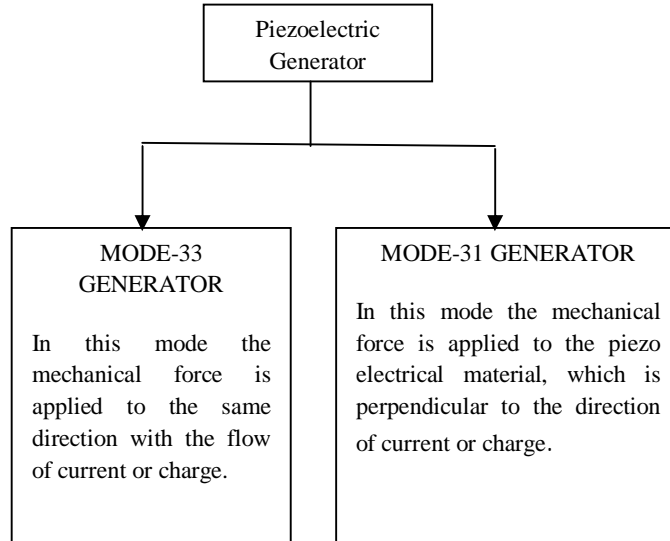 Piezoelectric
Generator
MODE-33
GENERATOR
In this mode the
mechanical force is
applied to the same
direction with the flow
of current or charge.
MODE-31 GENERATOR
In this mode the mechanical
force is applied to the piezo
electrical material, which is
perpendicular to the direction
of current or charge.